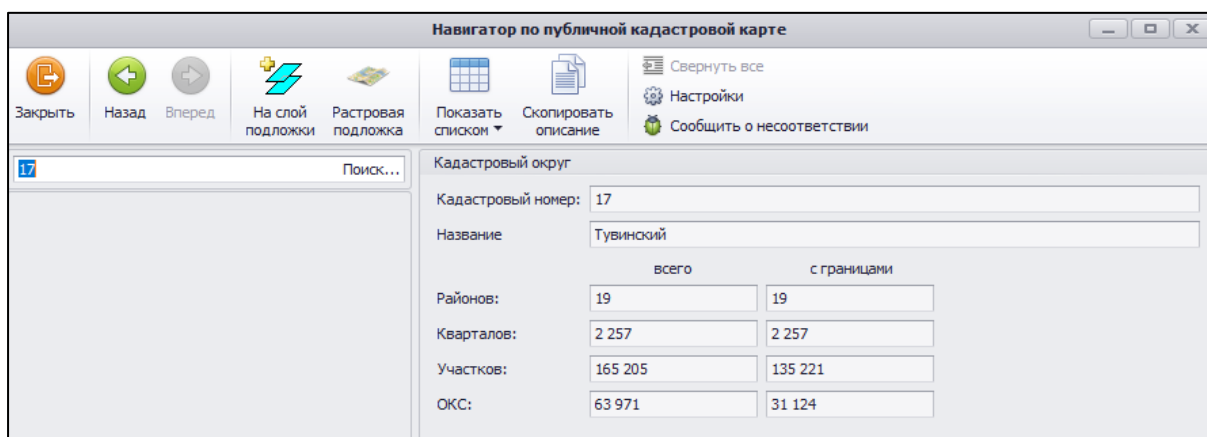 Навигатор по публичной кадастровой карте
Закрыть
Назад
Вперед
На слой
подложки
Растровая
подложка
Показать
списком
Скопировать
описание
Свернуть все
Настройки
Сообщить о несоответствии
17 Поиск...
Кадастровый округ
Кадастровый номер: 17
Название Тувинский
всего с границами
Районов: 19 19
Кварталов: 2 257 2 257
Участков: 165 205 135 221
ОКС: 63 971 31 124